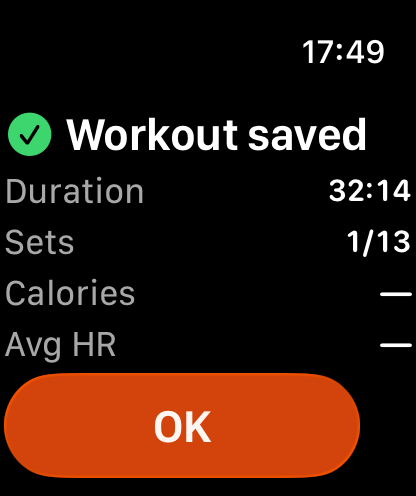 17:49
Workout saved
Duration 32:14
Sets 1/13
Calories —
Avg HR —
OK